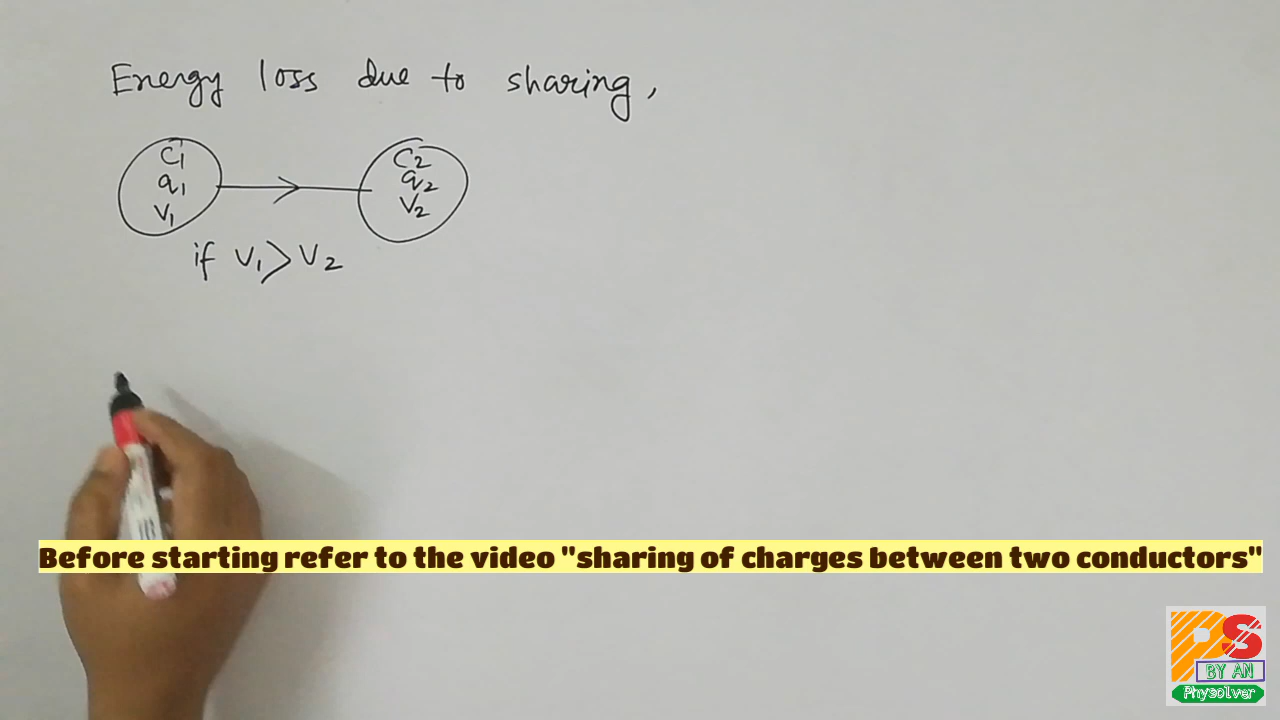 Energy loss due to sharing,
C1
q1
V1
C2
q2
V2
if V1 > V2
Before starting refer to the video "sharing of charges between two conductors"
PS
BY AN
Physolver